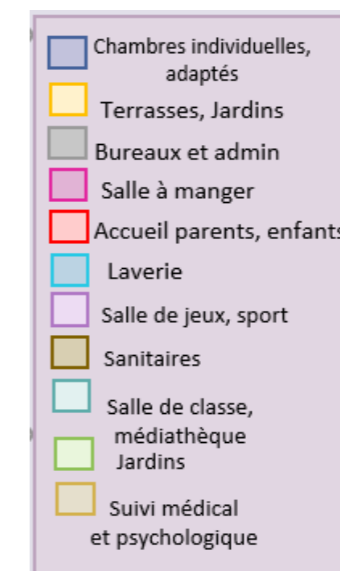 Chambres individuelles,
adaptés
Terrasses, Jardins
Bureaux et admin
Salle à manger
Accueil parents, enfants
Laverie
Salle de jeux, sport
Sanitaires
Salle de classe,
médiathèque
Jardins
Suivi médical
et psychologique